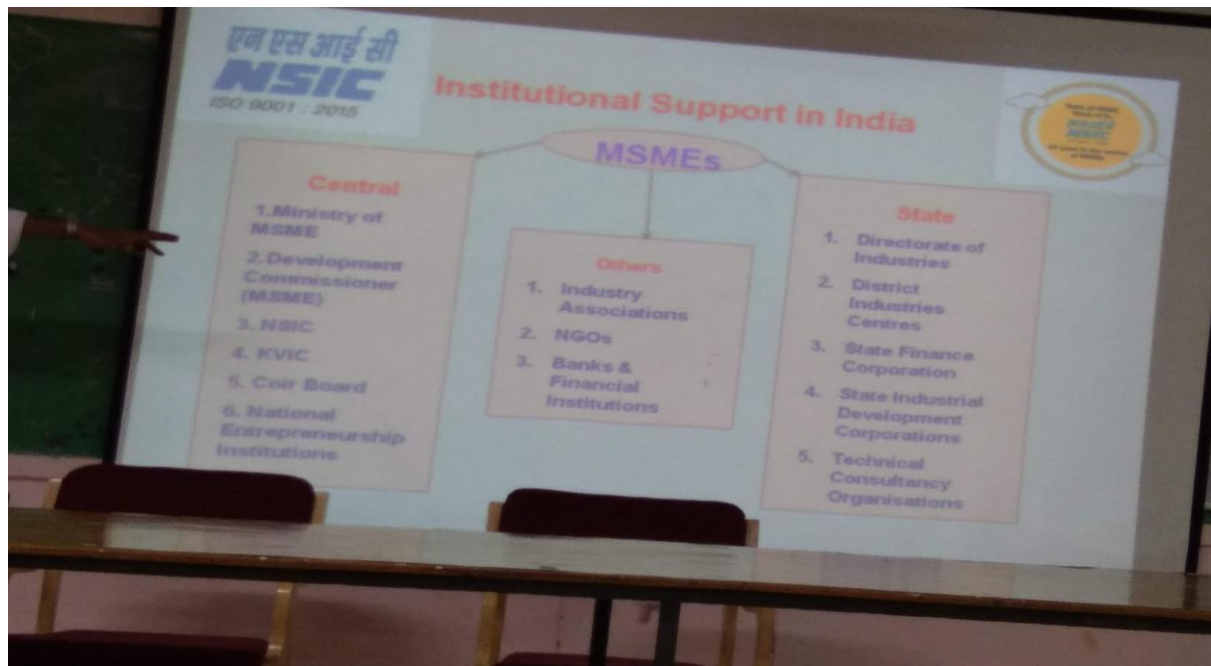 एन एस आई सी
NSIC
ISO 9001 : 2015
Institutional Support in India
MSMEs
Central
1.Ministry of
MSME
2.Development
Commissioner
(MSME)
3. NSIC
4. KVIC
5. Coir Board
6. National
Entrepreneurship
Institutions
Others
1. Industry
Associations
2. NGOs
3. Banks &
Financial
Institutions
State
1. Directorate of
Industries
2. District
Industries
Centres
3. State Finance
Corporation
4. State Industrial
Development
Corporations
5. Technical
Consultancy
Organisations